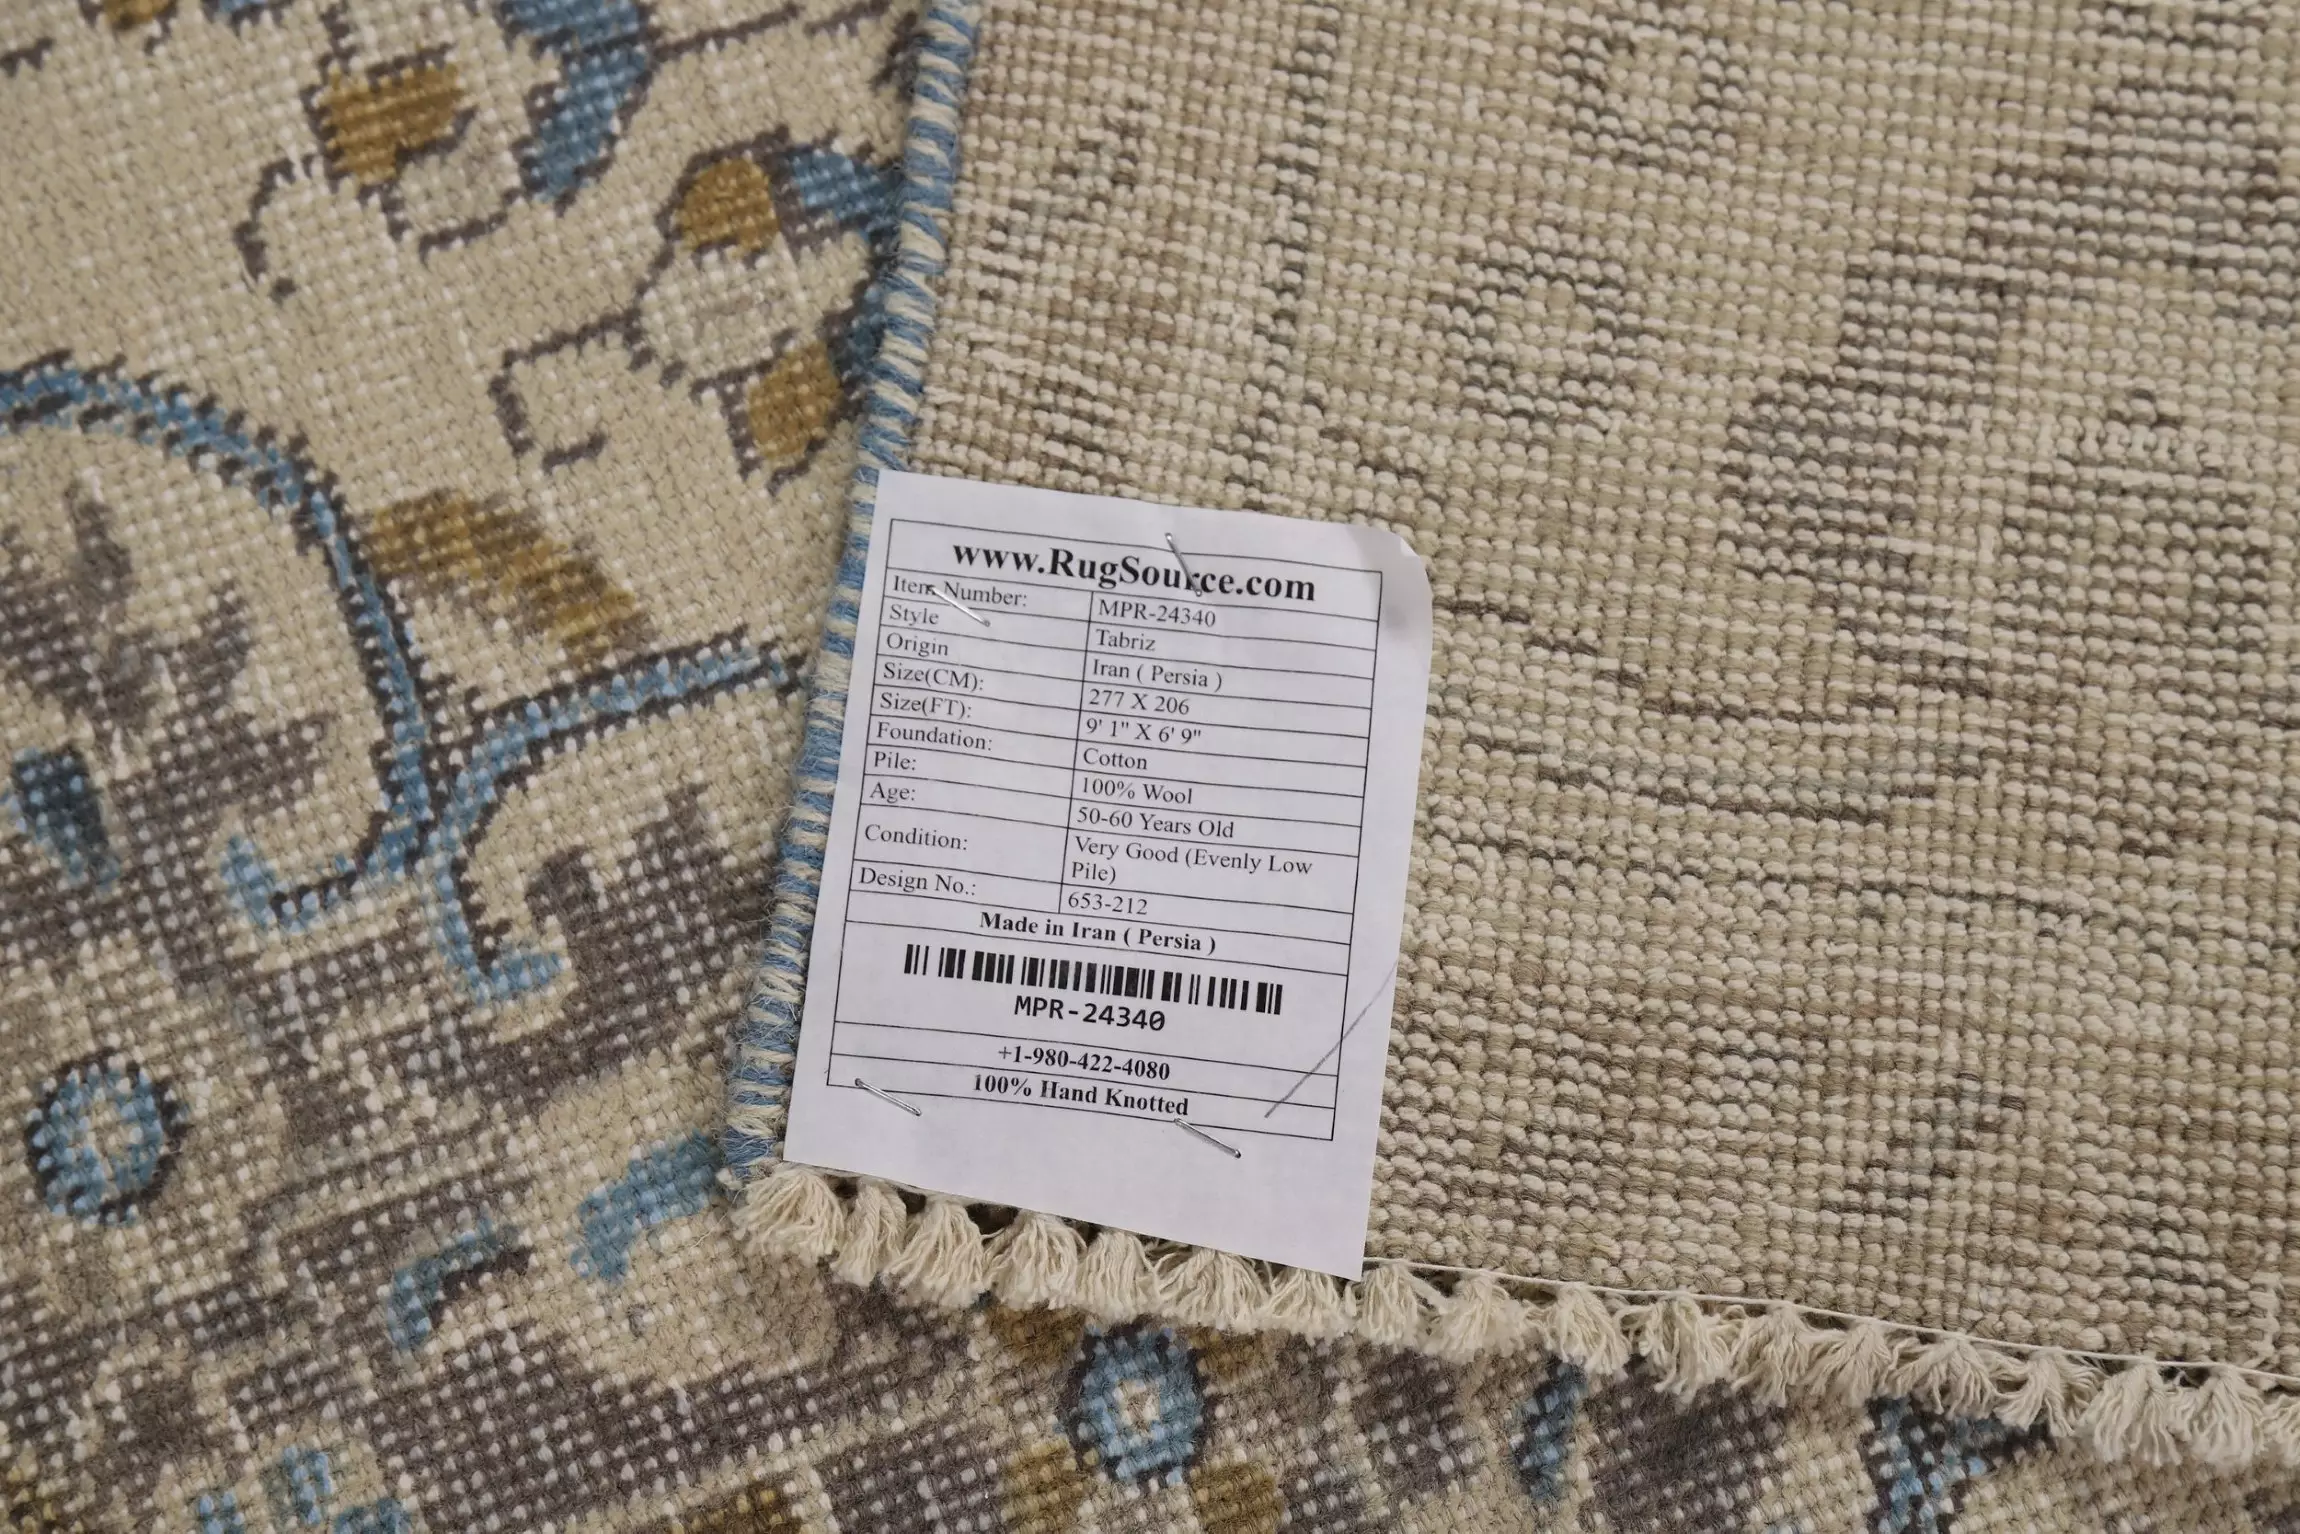 www.RugSource.com
Item Number: MPR-24340
Style Tabriz
Origin Iran ( Persia )
Size(CM): 277 X 206
Size(FT): 9' 1" X 6' 9"
Foundation: Cotton
Pile: 100% Wool
Age: 50-60 Years Old
Condition: Very Good (Evenly Low
Pile)
Design No.: 653-212
Made in Iran ( Persia )
MPR-24340
+1-980-422-4080
100% Hand Knotted